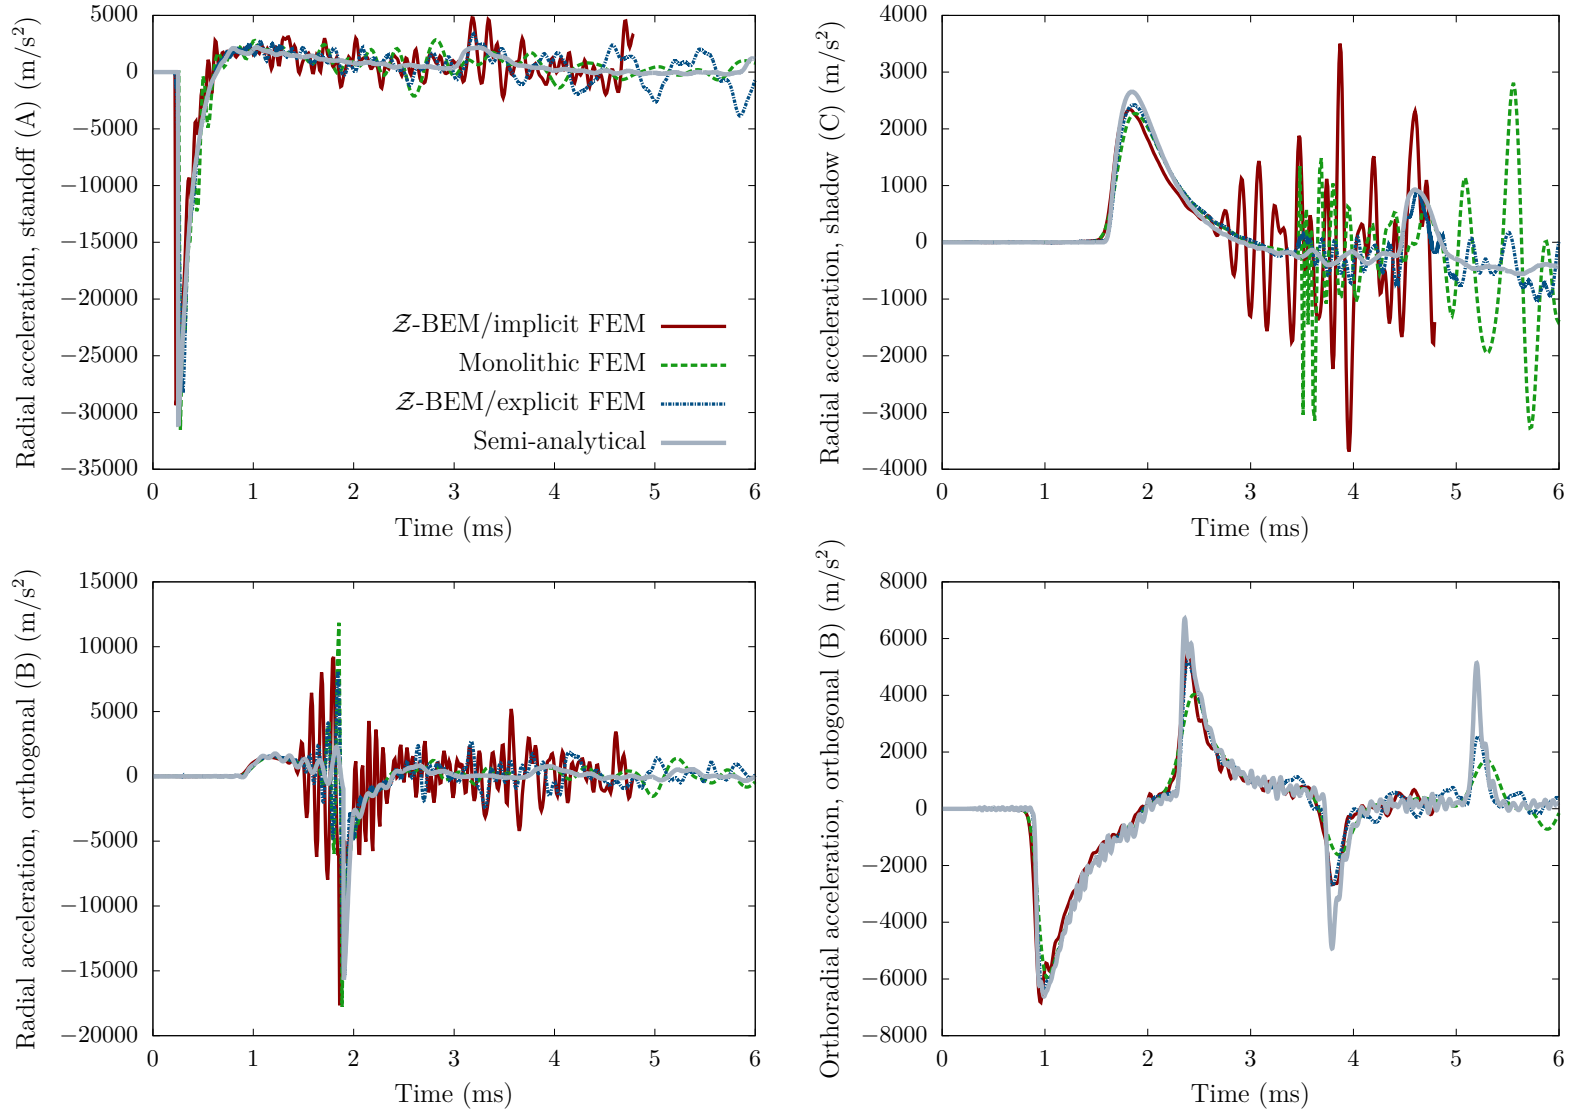 Radial acceleration, standoff (A) (m/s²)
5000
0
−5000
−10000
−15000
−20000
−25000
−30000
−35000
0 1 2 3 4 5 6
Time (ms)
𝒵-BEM/implicit FEM
Monolithic FEM
𝒵-BEM/explicit FEM
Semi-analytical
Radial acceleration, shadow (C) (m/s²)
4000
3000
2000
1000
0
−1000
−2000
−3000
−4000
0 1 2 3 4 5 6
Time (ms)
Radial acceleration, orthogonal (B) (m/s²)
15000
10000
5000
0
−5000
−10000
−15000
−20000
0 1 2 3 4 5 6
Time (ms)
Orthoradial acceleration, orthogonal (B) (m/s²)
8000
6000
4000
2000
0
−2000
−4000
−6000
−8000
0 1 2 3 4 5 6
Time (ms)